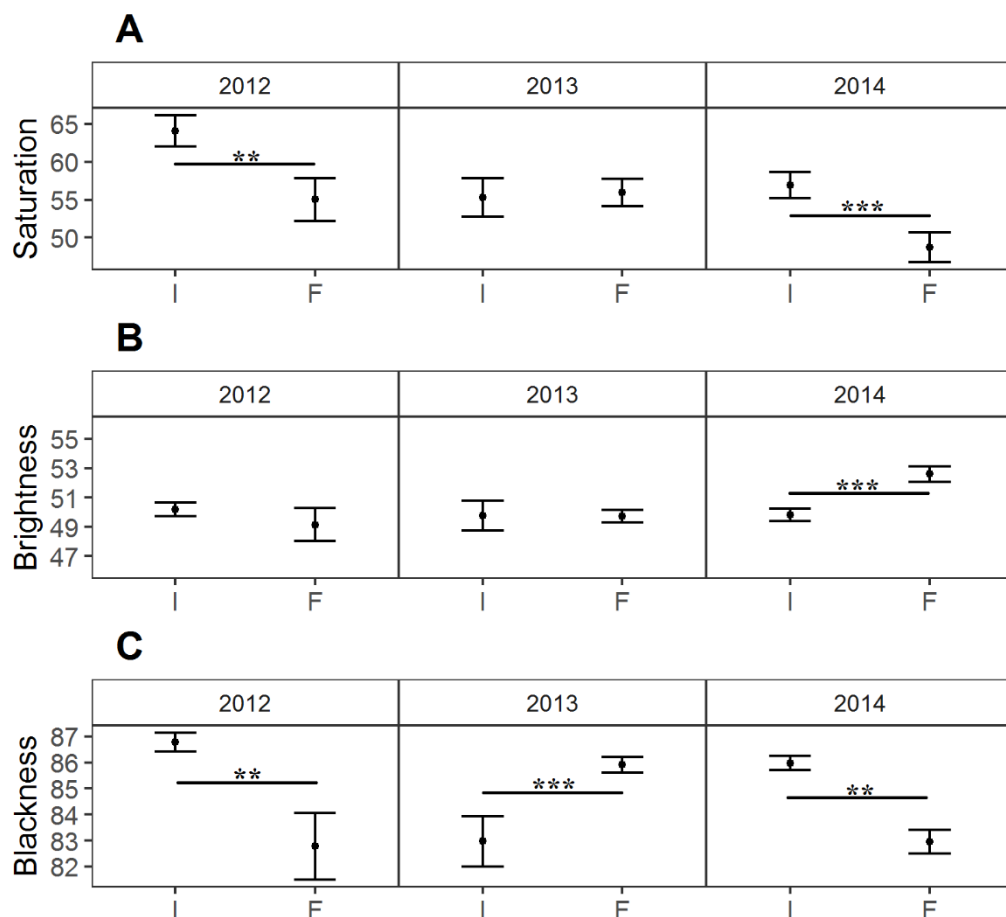 A
2012 2013 2014
Saturation
65
60
55
50
**
***
I F I F I F
B
2012 2013 2014
Brightness
55
53
51
49
47
***
I F I F I F
C
2012 2013 2014
Blackness
87
86
85
84
83
82
**
***
**
I F I F I F